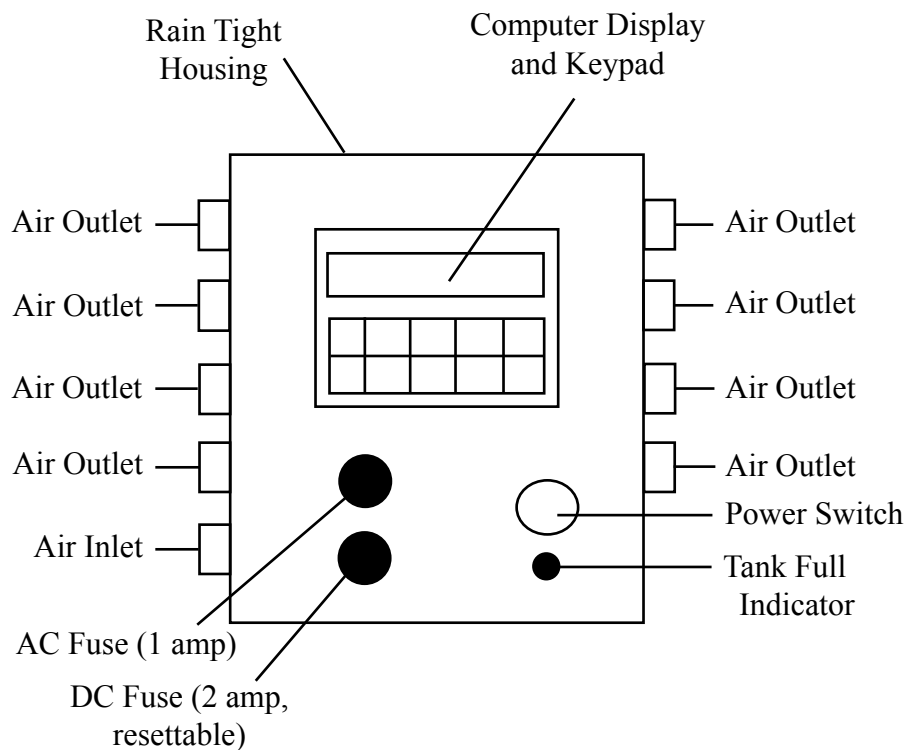 Rain Tight
Housing
Computer Display
and Keypad
Air Outlet
Air Outlet
Air Outlet
Air Outlet
Air Inlet
AC Fuse (1 amp)
DC Fuse (2 amp,
resettable)
Air Outlet
Air Outlet
Air Outlet
Air Outlet
Power Switch
Tank Full
Indicator